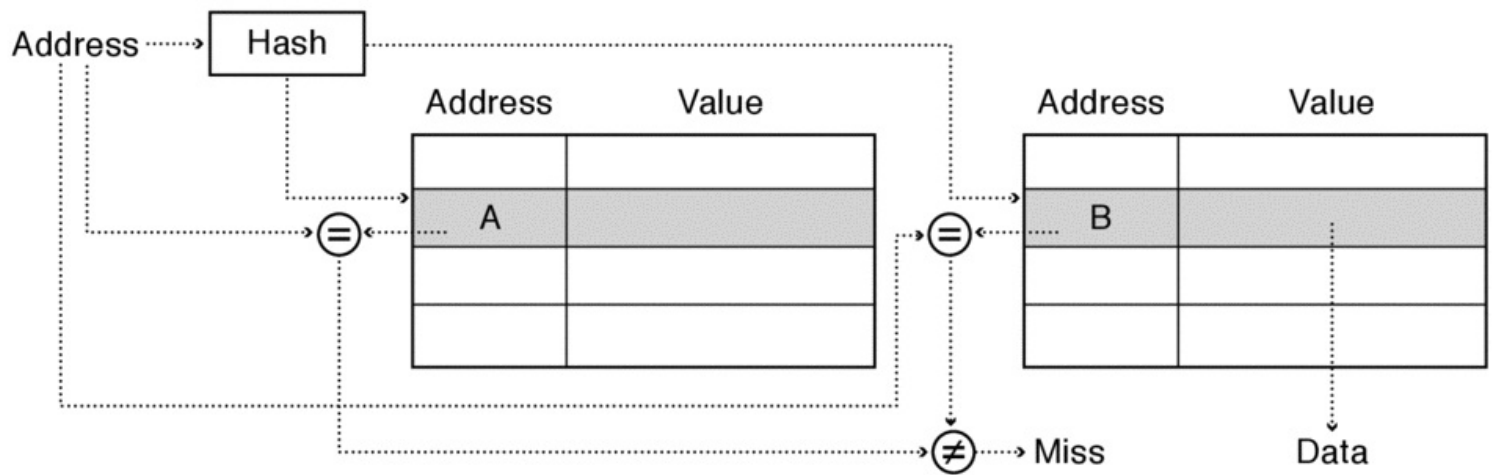 Address Hash
Address Value Address Value
= A = B
≠ Miss Data